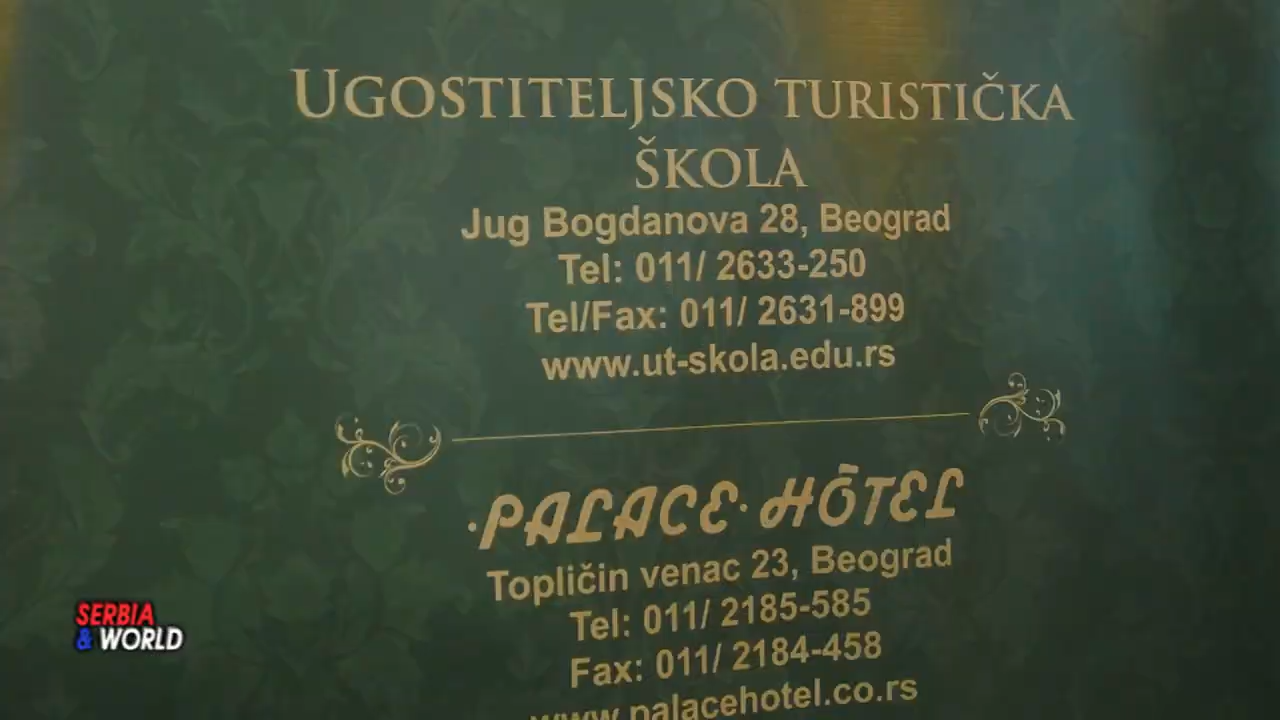 UGOSTITELJSKO TURISTIČKA
ŠKOLA
Jug Bogdanova 28, Beograd
Tel: 011/ 2633-250
Tel/Fax: 011/ 2631-899
www.ut-skola.edu.rs
·PALACE·HŌTEL
Topličin venac 23, Beograd
Tel: 011/ 2185-585
Fax: 011/ 2184-458
www.palacehotel.co.rs
SERBIA
& WORLD